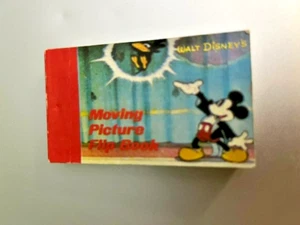 WALT DISNEY'S
Moving
Picture
Flip Book